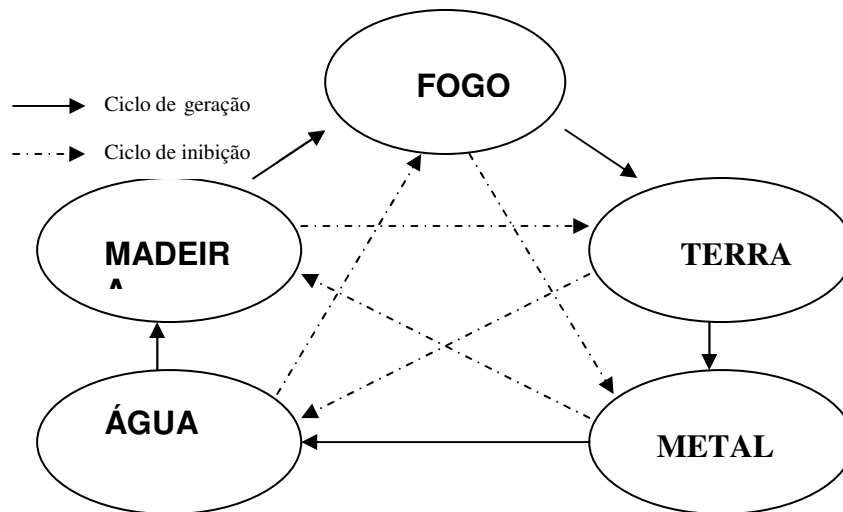 FOGO
Ciclo de geração
Ciclo de inibição
MADEIR
A
TERRA
ÁGUA
METAL